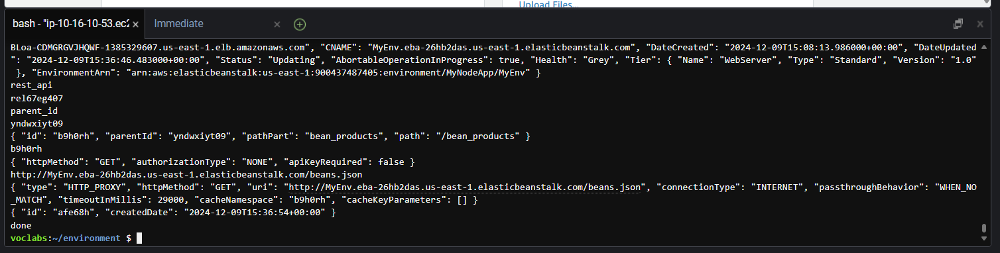 Upload Files...
bash - "ip-10-16-10-53.ec2
Immediate
BLoa-CDMGRGVJHQWF-1385329607.us-east-1.elb.amazonaws.com", "CNAME": "MyEnv.eba-26hb2das.us-east-1.elasticbeanstalk.com", "DateCreated": "2024-12-09T15:08:13.986000+00:00", "DateUpdated
": "2024-12-09T15:36:46.483000+00:00", "Status": "Updating", "AbortableOperationInProgress": true, "Health": "Grey", "Tier": { "Name": "WebServer", "Type": "Standard", "Version": "1.0"
}, "EnvironmentArn": "arn:aws:elasticbeanstalk:us-east-1:900437487405:environment/MyNodeApp/MyEnv" }
rest_api
rel67eg407
parent_id
yndwxiyt09
{ "id": "b9h0rh", "parentId": "yndwxiyt09", "pathPart": "bean_products", "path": "/bean_products" }
b9h0rh
{ "httpMethod": "GET", "authorizationType": "NONE", "apiKeyRequired": false }
http://MyEnv.eba-26hb2das.us-east-1.elasticbeanstalk.com/beans.json
{ "type": "HTTP_PROXY", "httpMethod": "GET", "uri": "http://MyEnv.eba-26hb2das.us-east-1.elasticbeanstalk.com/beans.json", "connectionType": "INTERNET", "passthroughBehavior": "WHEN_NO
_MATCH", "timeoutInMillis": 29000, "cacheNamespace": "b9h0rh", "cacheKeyParameters": [] }
{ "id": "afe68h", "createdDate": "2024-12-09T15:36:54+00:00" }
done
voclabs:~/environment $